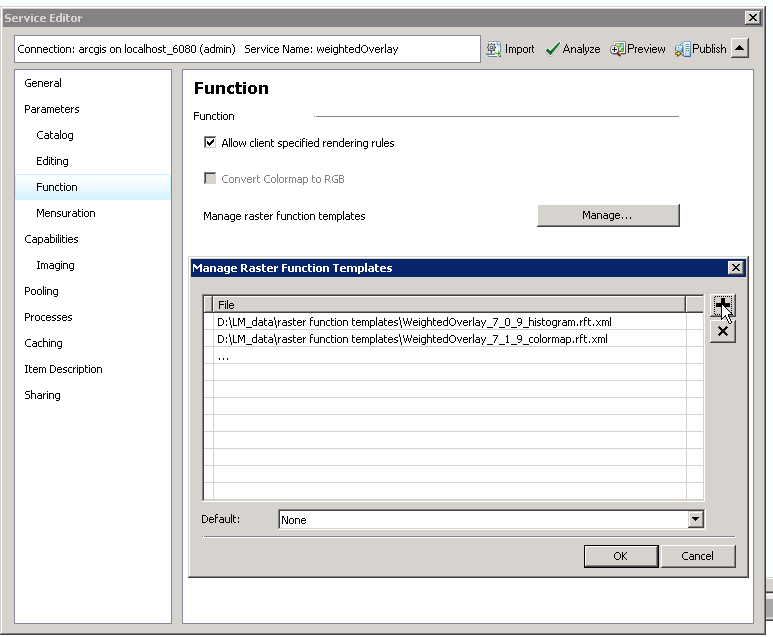 Service Editor
Connection: arcgis on localhost_6080 (admin) Service Name: weightedOverlay
Import
Analyze
Preview
Publish
General
Parameters
Catalog
Editing
Function
Mensuration
Capabilities
Imaging
Pooling
Processes
Caching
Item Description
Sharing
Function
Function
Allow client specified rendering rules
Convert Colormap to RGB
Manage raster function templates
Manage...
Manage Raster Function Templates
File
D:\LM_data\raster function templates\WeightedOverlay_7_0_9_histogram.rft.xml
D:\LM_data\raster function templates\WeightedOverlay_7_1_9_colormap.rft.xml
...
Default:
None
OK
Cancel